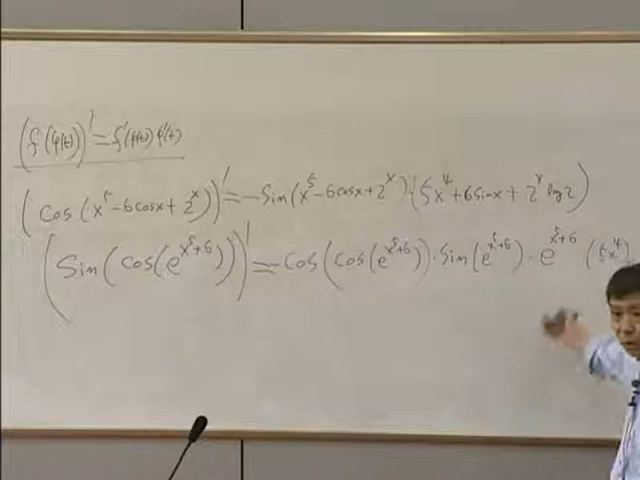 (f(φ(t)))' = f'(φ(t)) φ'(t)
(cos(x⁵-6cosx+2ˣ))' = -sin(x⁵-6cosx+2ˣ)·(5x⁴+6sinx+2ˣ log2)
(sin(cos(e^{x⁵+6})))' = cos(cos(e^{x⁵+6}))·sin(e^{x⁵+6})·e^{x⁵+6} (5x⁴)